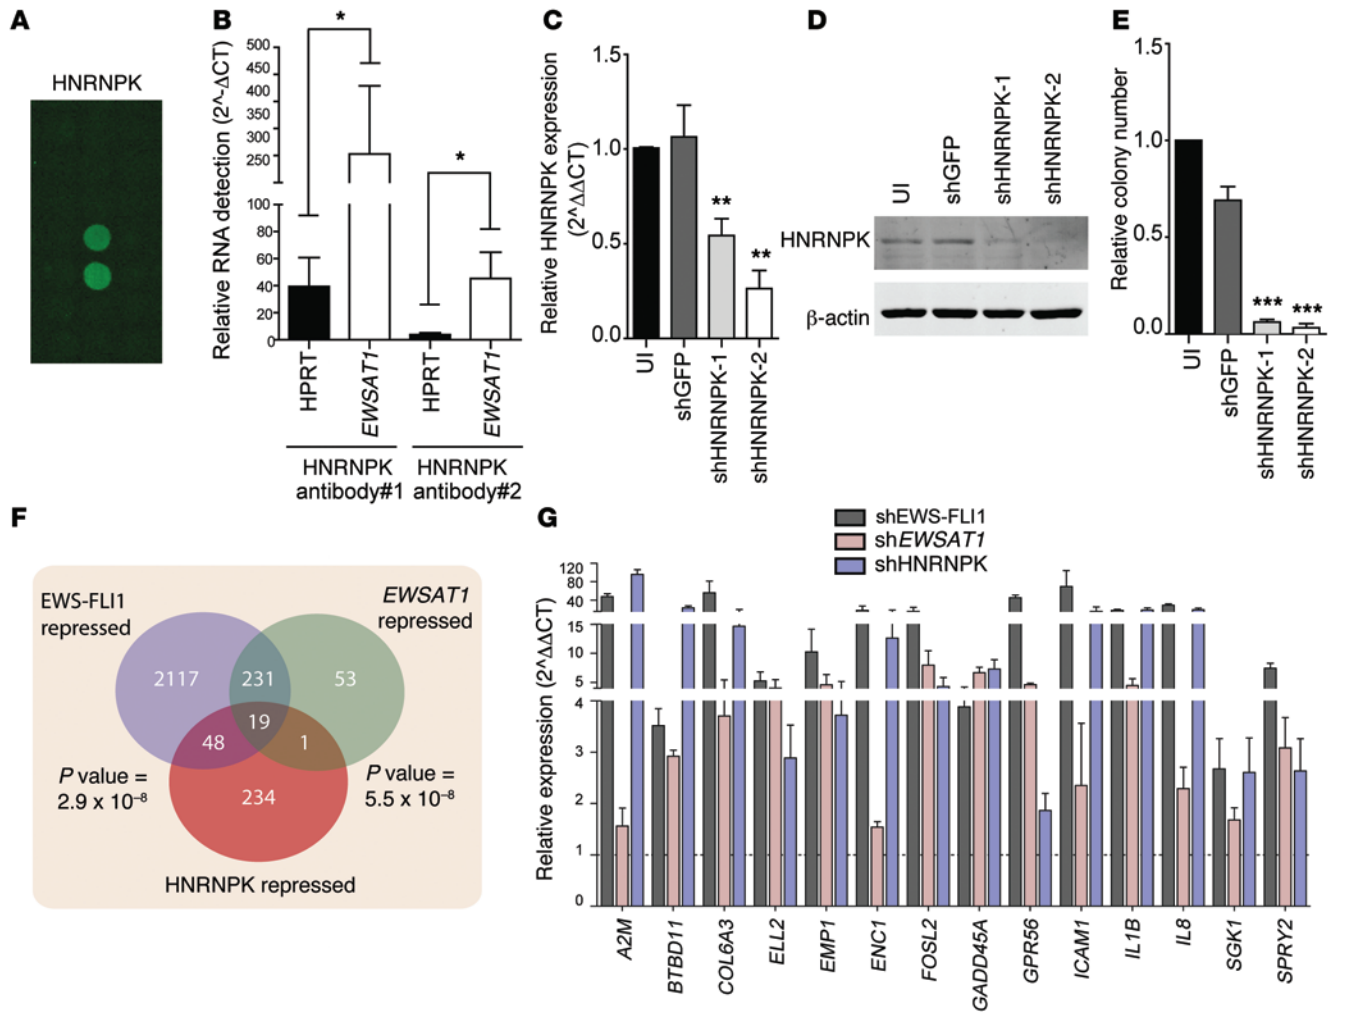 A
HNRNPK
B
*
*
Relative RNA detection (2^-ΔCT)
500
450
400
350
300
250
100
80
60
40
20
0
HPRT
EWSAT1
HPRT
EWSAT1
HNRNPK
antibody#1
HNRNPK
antibody#2
C
Relative HNRNPK expression
(2^ΔΔCT)
1.5
1.0
0.5
0.0
**
**
UI
shGFP
shHNRNPK-1
shHNRNPK-2
D
UI
shGFP
shHNRNPK-1
shHNRNPK-2
HNRNPK
β-actin
E
Relative colony number
1.5
1.0
0.5
0.0
***
***
UI
shGFP
shHNRNPK-1
shHNRNPK-2
F
EWS-FLI1
repressed
EWSAT1
repressed
2117
231
53
19
48
1
234
P value =
2.9 x 10⁻⁸
P value =
5.5 x 10⁻⁸
HNRNPK repressed
G
shEWS-FLI1
shEWSAT1
shHNRNPK
Relative expression (2^ΔΔCT)
120
80
40
15
10
5
4
3
2
1
0
A2M
BTBD11
COL6A3
ELL2
EMP1
ENC1
FOSL2
GADD45A
GPR56
ICAM1
IL1B
IL8
SGK1
SPRY2